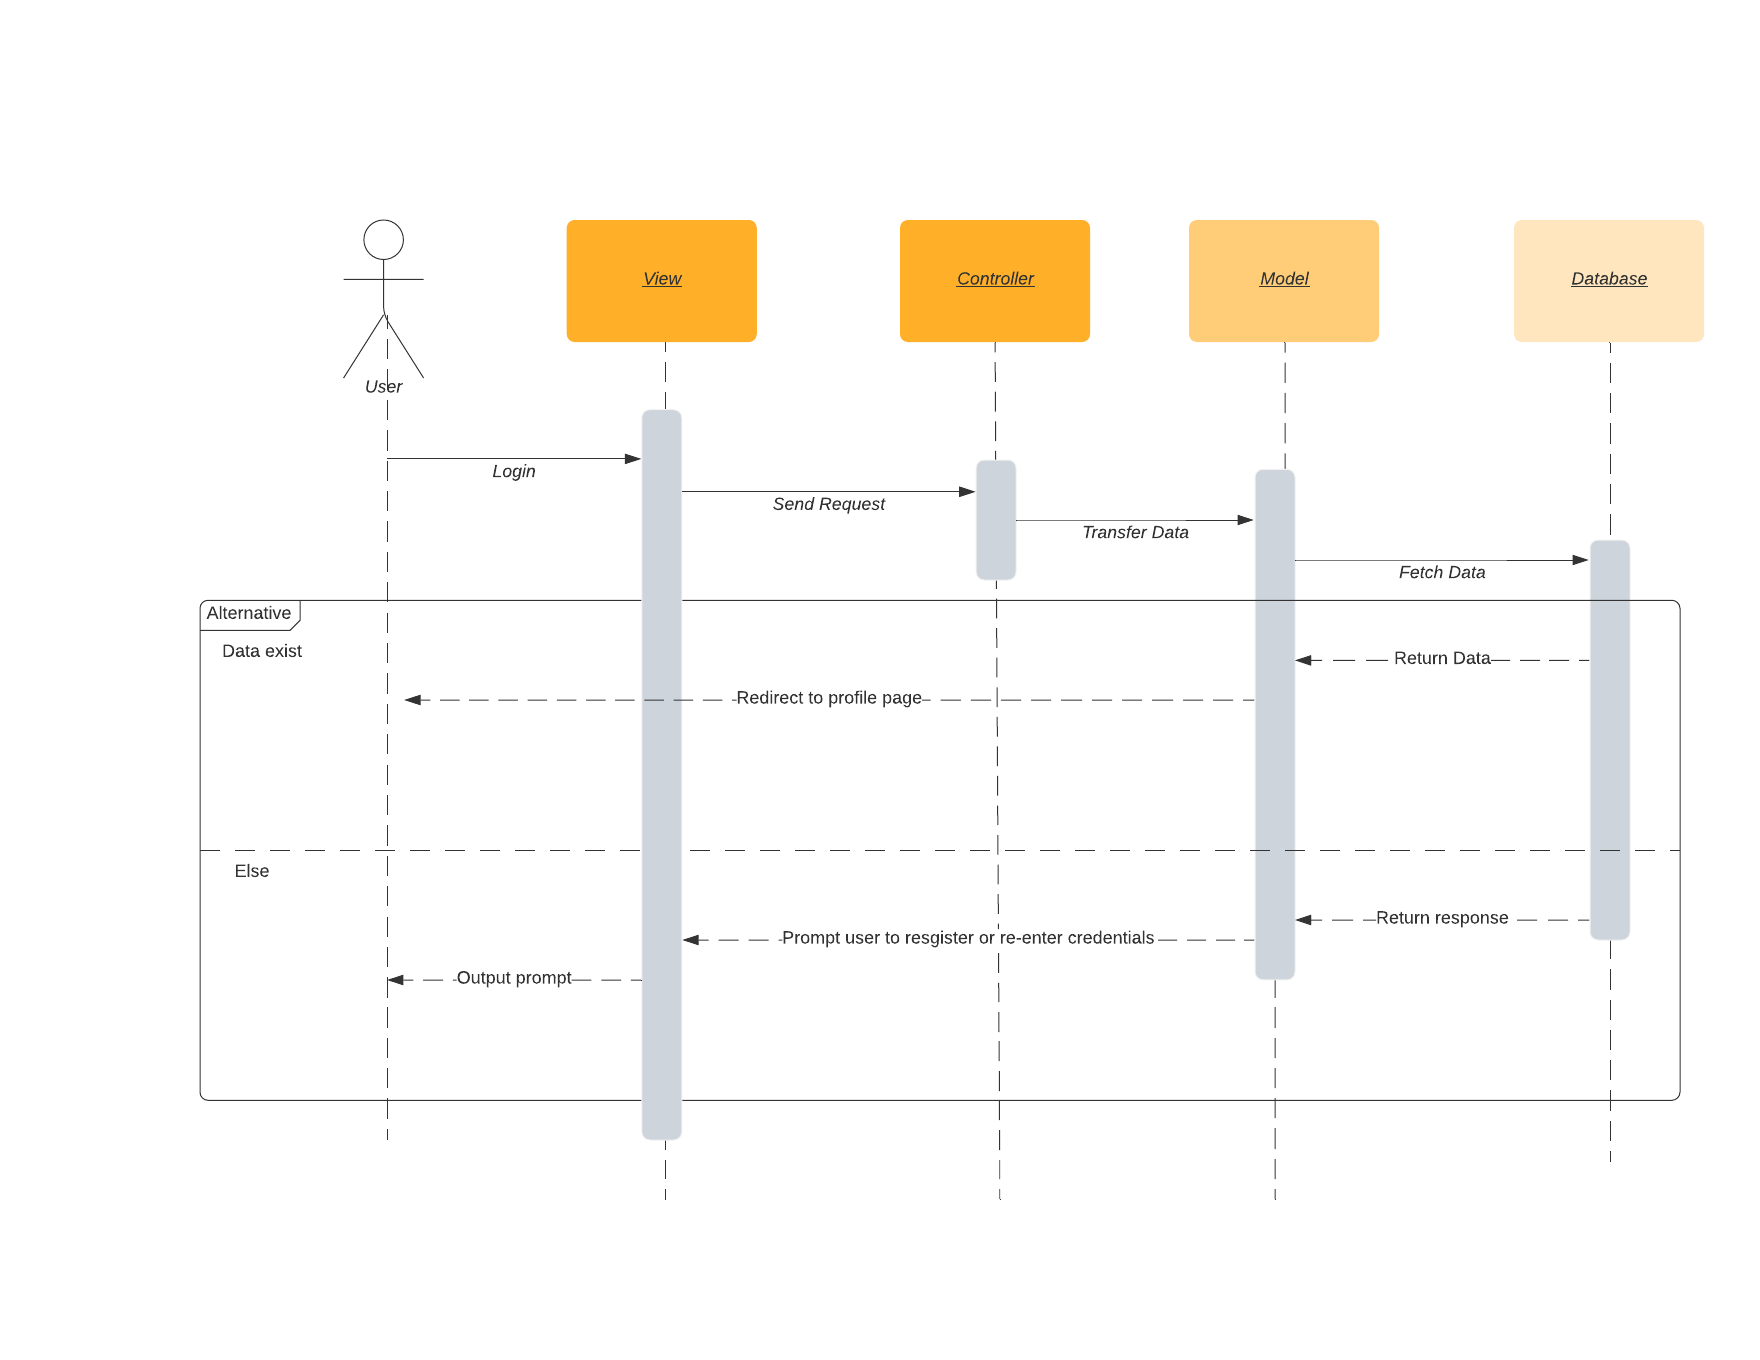 View
Controller
Model
Database
User
Login
Send Request
Transfer Data
Fetch Data
Alternative
Data exist
Return Data
Redirect to profile page
Else
Return response
Prompt user to resgister or re-enter credentials
Output prompt